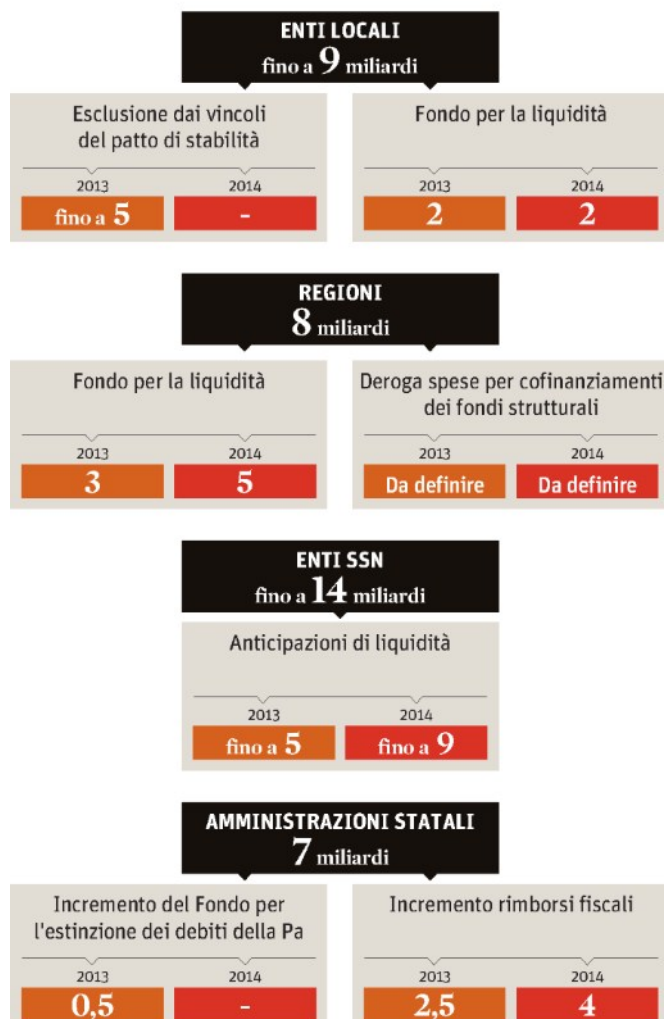 ENTI LOCALI
fino a 9 miliardi
Esclusione dai vincoli
del patto di stabilità
2013 2014
fino a 5 -
Fondo per la liquidità
2013 2014
2 2
REGIONI
8 miliardi
Fondo per la liquidità
2013 2014
3 5
Deroga spese per cofinanziamenti
dei fondi strutturali
2013 2014
Da definire Da definire
ENTI SSN
fino a 14 miliardi
Anticipazioni di liquidità
2013 2014
fino a 5 fino a 9
AMMINISTRAZIONI STATALI
7 miliardi
Incremento del Fondo per
l'estinzione dei debiti della Pa
2013 2014
0,5 -
Incremento rimborsi fiscali
2013 2014
2,5 4